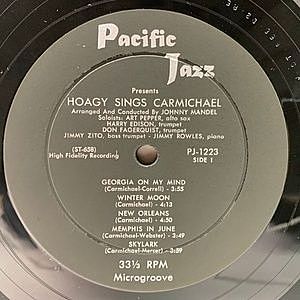 Pacific
Jazz
Presents
HOAGY SINGS CARMICHAEL
Arranged And Conducted By JOHNNY MANDEL
Soloists: ART PEPPER, alto sax
HARRY EDISON, trumpet
DON FAGERQUIST, trumpet
JIMMY ZITO, bass trumpet - JIMMY ROWLES, piano
(ST-658)
High Fidelity Recording
PJ-1223
SIDE 1
GEORGIA ON MY MIND
(Carmichael-Correll) - 3:55
WINTER MOON
(Carmichael) - 4:13
NEW ORLEANS
(Carmichael) - 4:50
MEMPHIS IN JUNE
(Carmichael-Webster) - 3:49
SKYLARK
(Carmichael-Mercer) - 3:59
33⅓ RPM
Microgroove